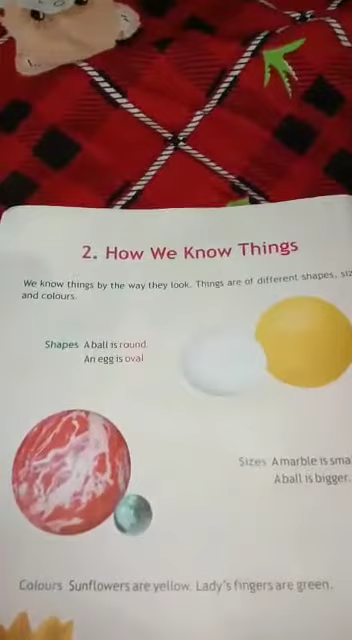 2. How We Know Things
We know things by the way they look. Things are of different shapes,
and colours.
Shapes A ball is round.
An egg is oval
Sizes A marble is
A ball is bigger.
Colours Sunflowers are yellow. Lady's fingers are green.